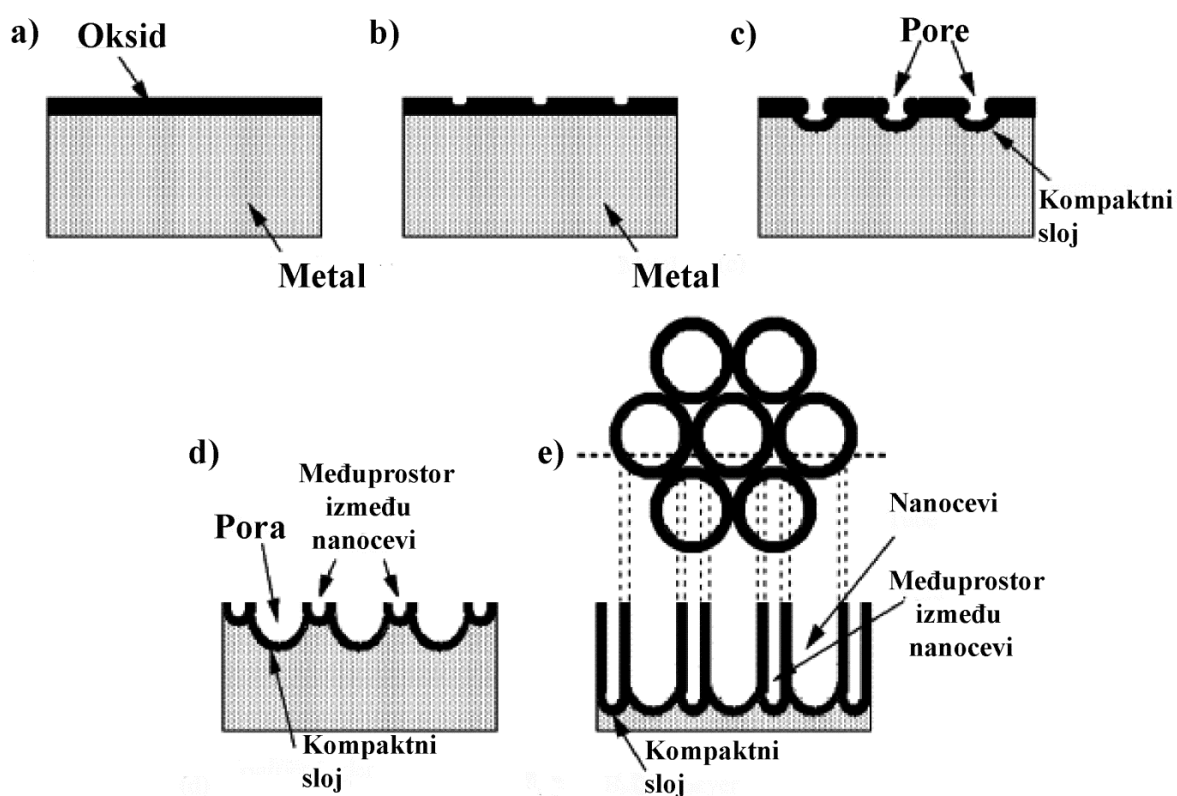 a)
Oksid
Metal
b)
Metal
c)
Pore
Kompaktni
sloj
d)
Pora
Međuprostor
između
nanocevi
Kompaktni
sloj
e)
Nanocevi
Međuprostor
između
nanocevi
Kompaktni
sloj